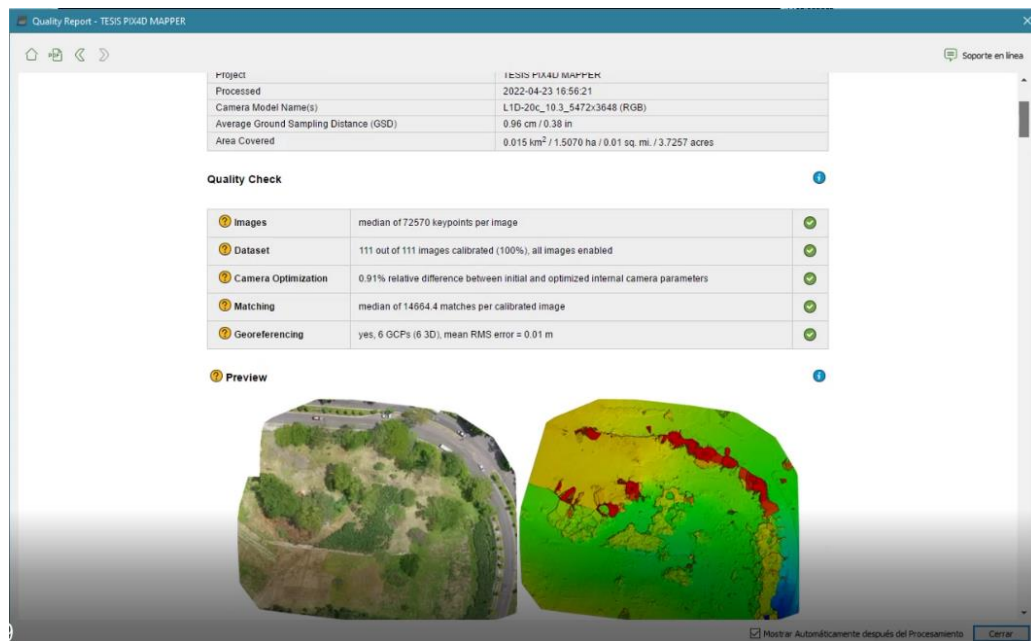 Quality Report - TESIS PIX4D MAPPER
PDF
Soporte en línea
Project TESIS PIX4D MAPPER
Processed 2022-04-23 16:56:21
Camera Model Name(s) L1D-20c_10.3_5472x3648 (RGB)
Average Ground Sampling Distance (GSD) 0.96 cm / 0.38 in
Area Covered 0.015 km² / 1.5070 ha / 0.01 sq. mi. / 3.7257 acres
Quality Check
Images median of 72570 keypoints per image
Dataset 111 out of 111 images calibrated (100%), all images enabled
Camera Optimization 0.91% relative difference between initial and optimized internal camera parameters
Matching median of 14664.4 matches per calibrated image
Georeferencing yes, 6 GCPs (6 3D), mean RMS error = 0.01 m
Preview
Mostrar Automáticamente después del Procesamiento Cerrar